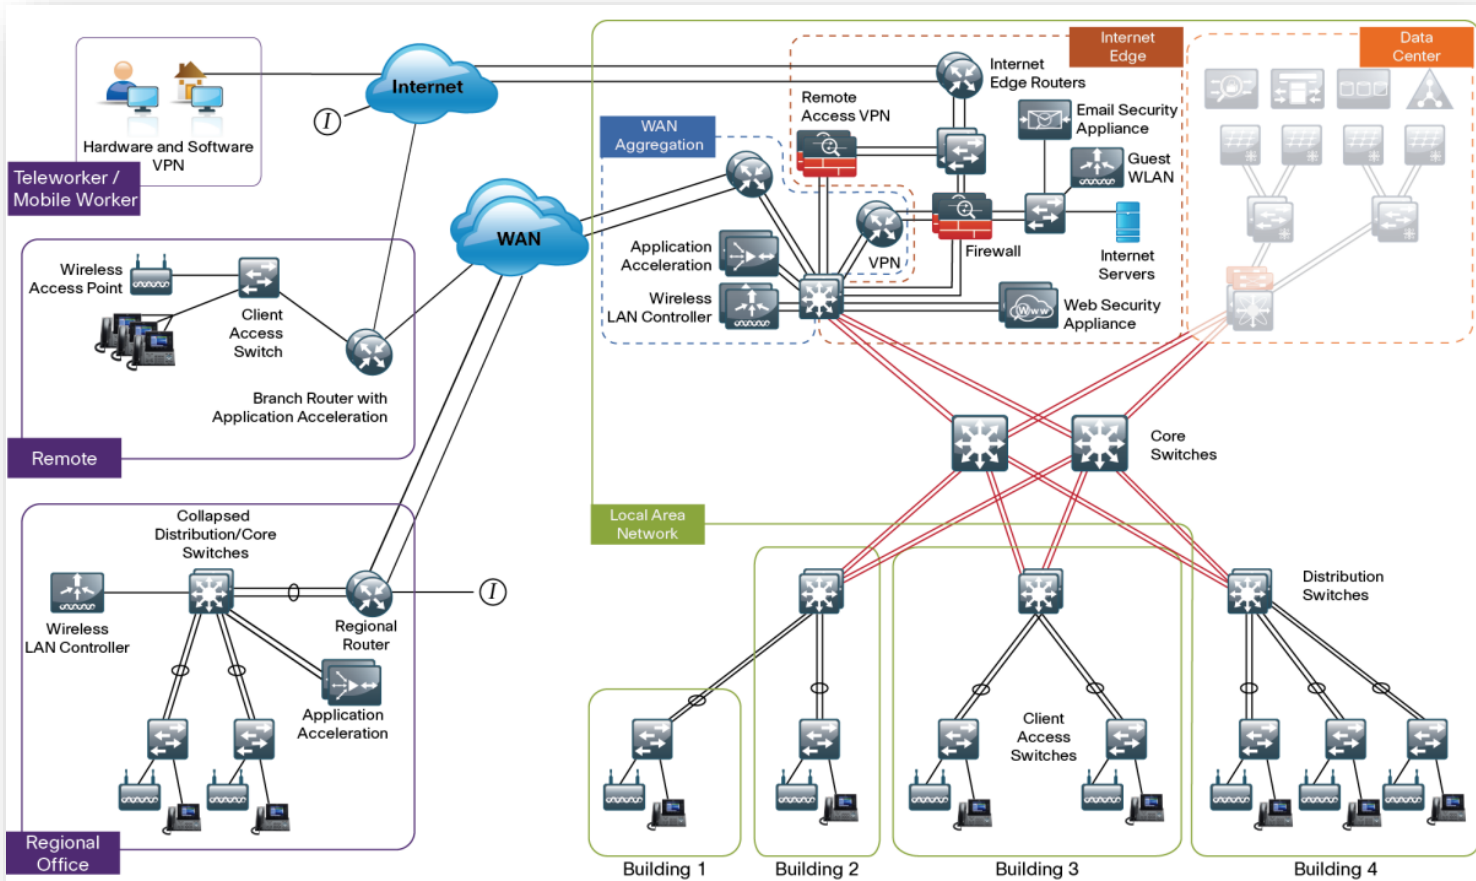 Internet
Hardware and Software
VPN
Teleworker /
Mobile Worker
I
WAN
Wireless
Access Point
Client
Access
Switch
Branch Router with
Application Acceleration
Remote
Collapsed
Distribution/Core
Switches
Wireless
LAN Controller
Regional
Router
I
Application
Acceleration
Regional
Office
Internet
Edge
Data
Center
Internet
Edge Routers
Remote
Access VPN
Email Security
Appliance
WAN
Aggregation
Guest
WLAN
Application
Acceleration
VPN
Firewall
Internet
Servers
Wireless
LAN Controller
Www
Web Security
Appliance
Core
Switches
Local Area
Network
Distribution
Switches
Client
Access
Switches
Building 1
Building 2
Building 3
Building 4